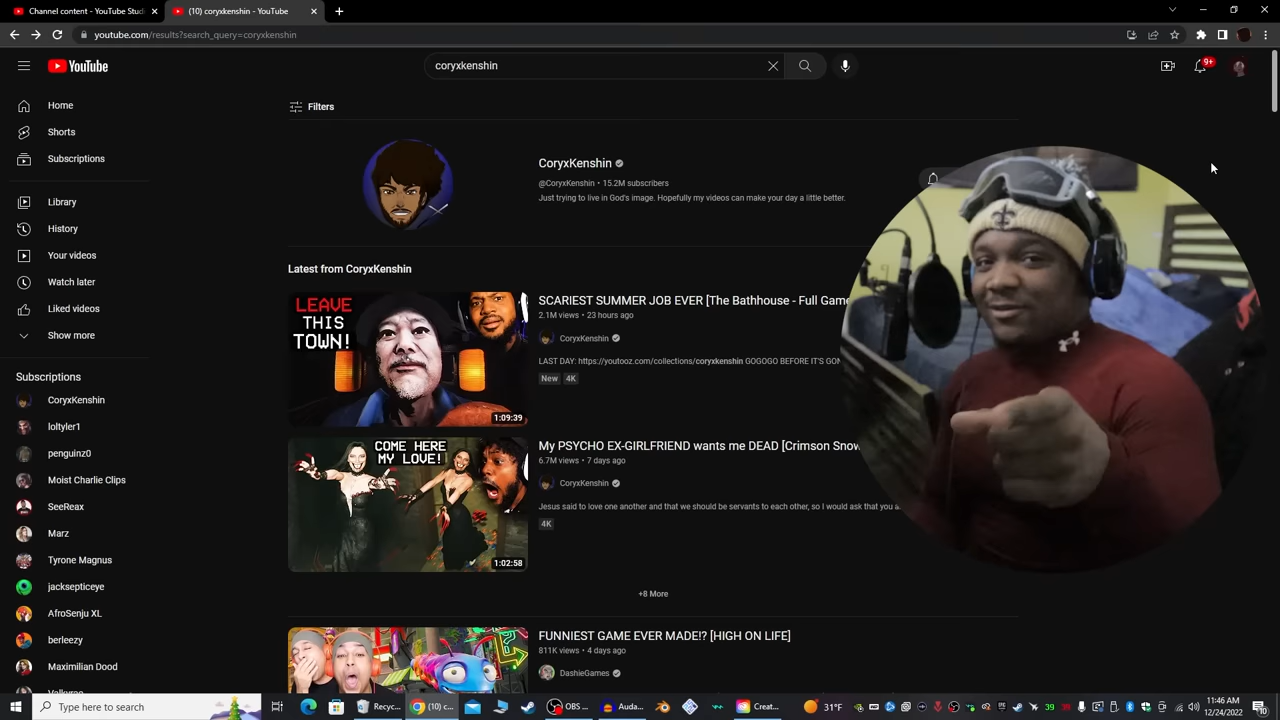 Channel content - YouTube Stud
(10) coryxkenshin - YouTube
youtube.com/results?search_query=coryxkenshin
YouTube
coryxkenshin
9+
Home
Shorts
Subscriptions
Library
History
Your videos
Watch later
Liked videos
Show more
Subscriptions
CoryxKenshin
loltyler1
penguinz0
Moist Charlie Clips
SeeReax
Marz
Tyrone Magnus
jacksepticeye
AfroSenju XL
berleezy
Maximilian Dood
Valkyrae
Filters
CoryxKenshin
@CoryxKenshin • 15.2M subscribers
Just trying to live in God's image. Hopefully my videos can make your day a little better.
Latest from CoryxKenshin
LEAVE
THIS
TOWN!
1:09:39
SCARIEST SUMMER JOB EVER [The Bathhouse - Full Game
2.1M views • 23 hours ago
CoryxKenshin
LAST DAY: https://youtooz.com/collections/coryxkenshin GOGOGO BEFORE IT'S GON
New 4K
COME HERE
MY LOVE!
1:02:58
My PSYCHO EX-GIRLFRIEND wants me DEAD [Crimson Snow
6.7M views • 7 days ago
CoryxKenshin
Jesus said to love one another and that we should be servants to each other, so I would ask that you a
4K
+8 More
FUNNIEST GAME EVER MADE!? [HIGH ON LIFE]
811K views • 4 days ago
DashieGames
Type here to search
Recyc...
(10) c...
OBS ...
Auda...
Creat...
31°F
11:46 AM
12/24/2022